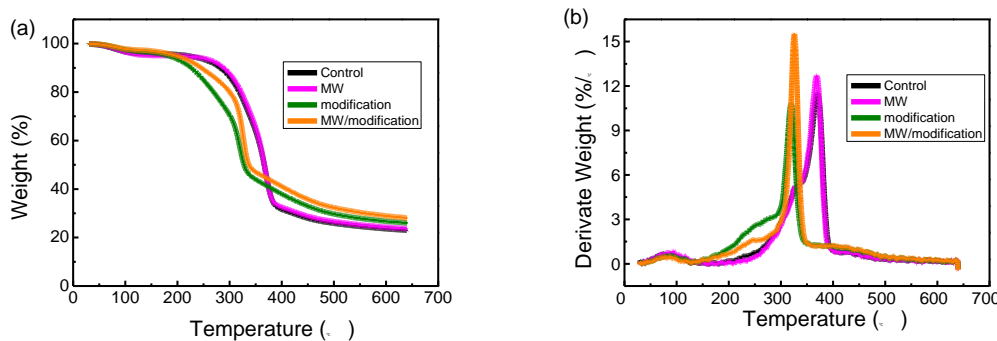 (a)
100
80
60
40
20
0
Weight (%)
Control
MW
modification
MW/modification
0 100 200 300 400 500 600 700
Temperature (℃)
(b)
15
12
9
6
3
0
Derivate Weight (%/℃)
Control
MW
modification
MW/modification
0 100 200 300 400 500 600 700
Temperature (℃)